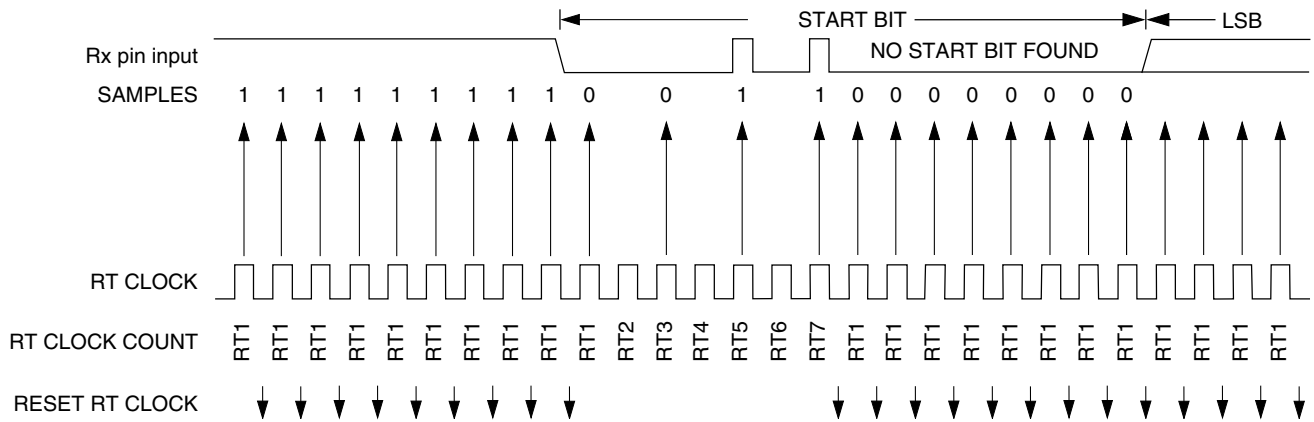 START BIT LSB
Rx pin input NO START BIT FOUND
SAMPLES 1 1 1 1 1 1 1 1 1 0 0 1 1 0 0 0 0 0 0 0 0
RT CLOCK
RT CLOCK COUNT RT1 RT1 RT1 RT1 RT1 RT1 RT1 RT1 RT1 RT1 RT2 RT3 RT4 RT5 RT6 RT7 RT1 RT1 RT1 RT1 RT1 RT1 RT1 RT1 RT1 RT1 RT1 RT1
RESET RT CLOCK